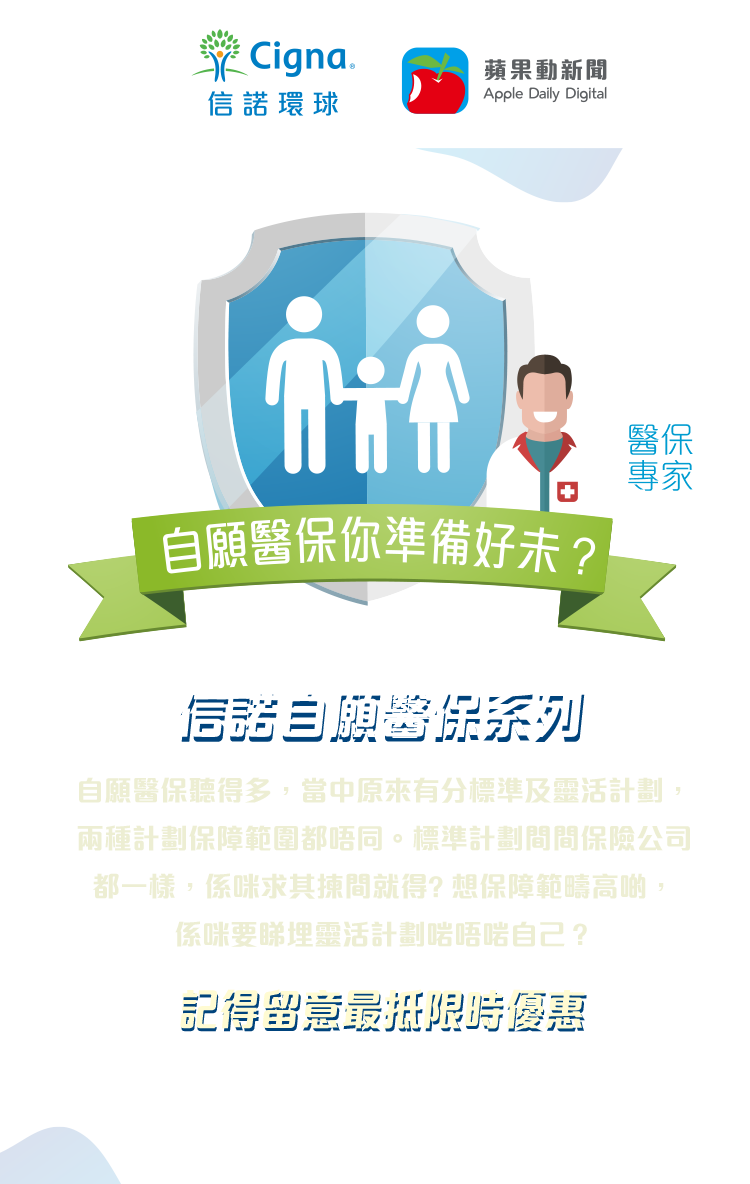 Cigna®
信諾環球
蘋果動新聞
Apple Daily Digital
醫保
專家
自願醫保你準備好未？
信諾自願醫保系列
自願醫保聽得多，當中原來有分標準及靈活計劃，
兩種計劃保障範圍都唔同。標準計劃間間保險公司
都一樣，係咪求其揀間就得? 想保障範疇高啲，
係咪要睇埋靈活計劃啱唔啱自己？
記得留意最抵限時優惠